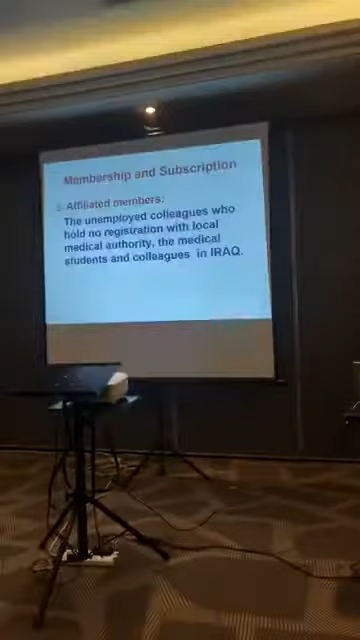 Membership and Subscription
3. Affiliated members:
The unemployed colleagues who
hold no registration with local
medical authority, the medical
students and colleagues in IRAQ.